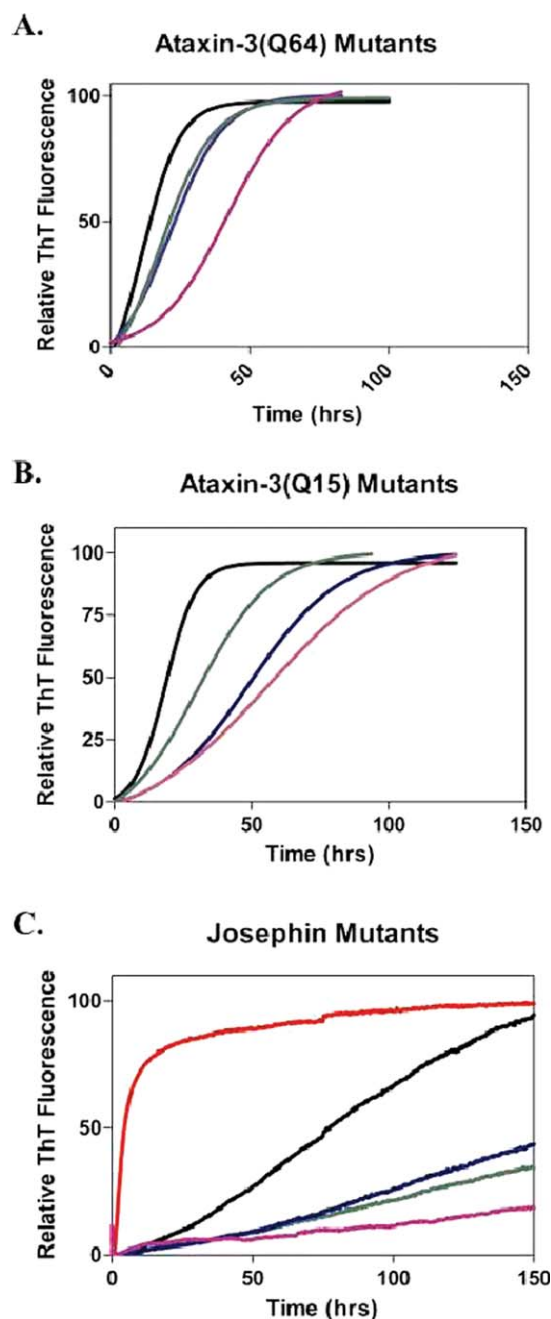 A.
Ataxin-3(Q64) Mutants
Relative ThT Fluorescence
100
50
0
0
50
100
150
Time (hrs)
B.
Ataxin-3(Q15) Mutants
Relative ThT Fluorescence
100
75
50
25
0
0
50
100
150
Time (hrs)
C.
Josephin Mutants
Relative ThT Fluorescence
100
50
0
0
50
100
150
Time (hrs)